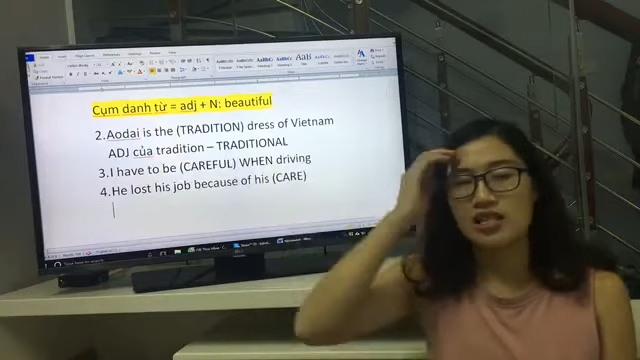 Cụm danh từ = adj + N: beautiful
2.Aodai is the (TRADITION) dress of Vietnam
ADJ của tradition – TRADITIONAL
3.I have to be (CAREFUL) WHEN driving
4.He lost his job because of his (CARE)